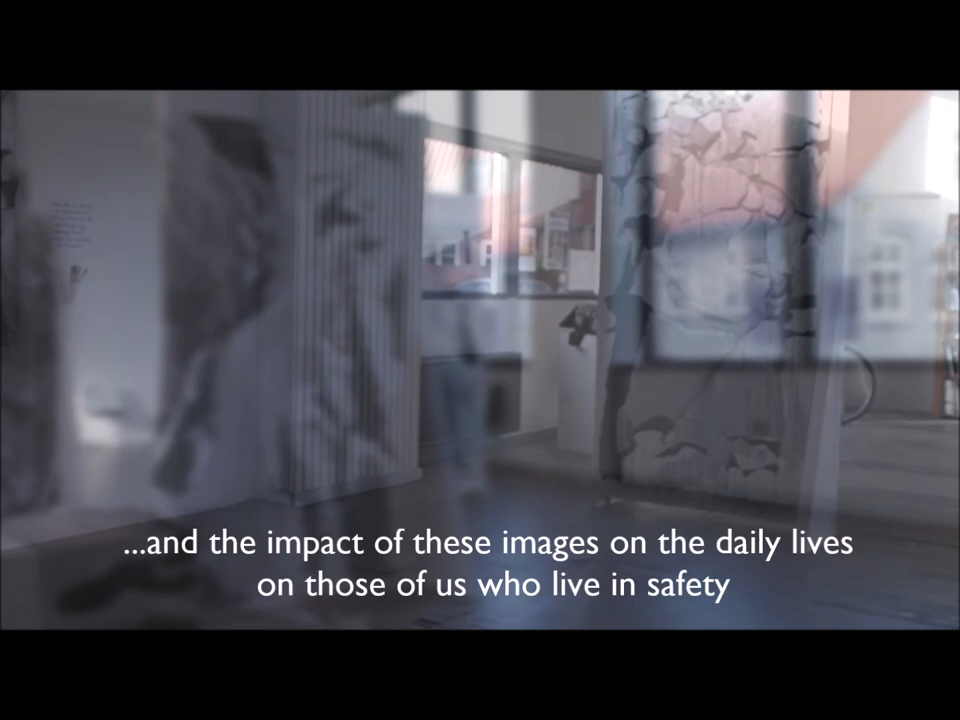 ...and the impact of these images on the daily lives
on those of us who live in safety